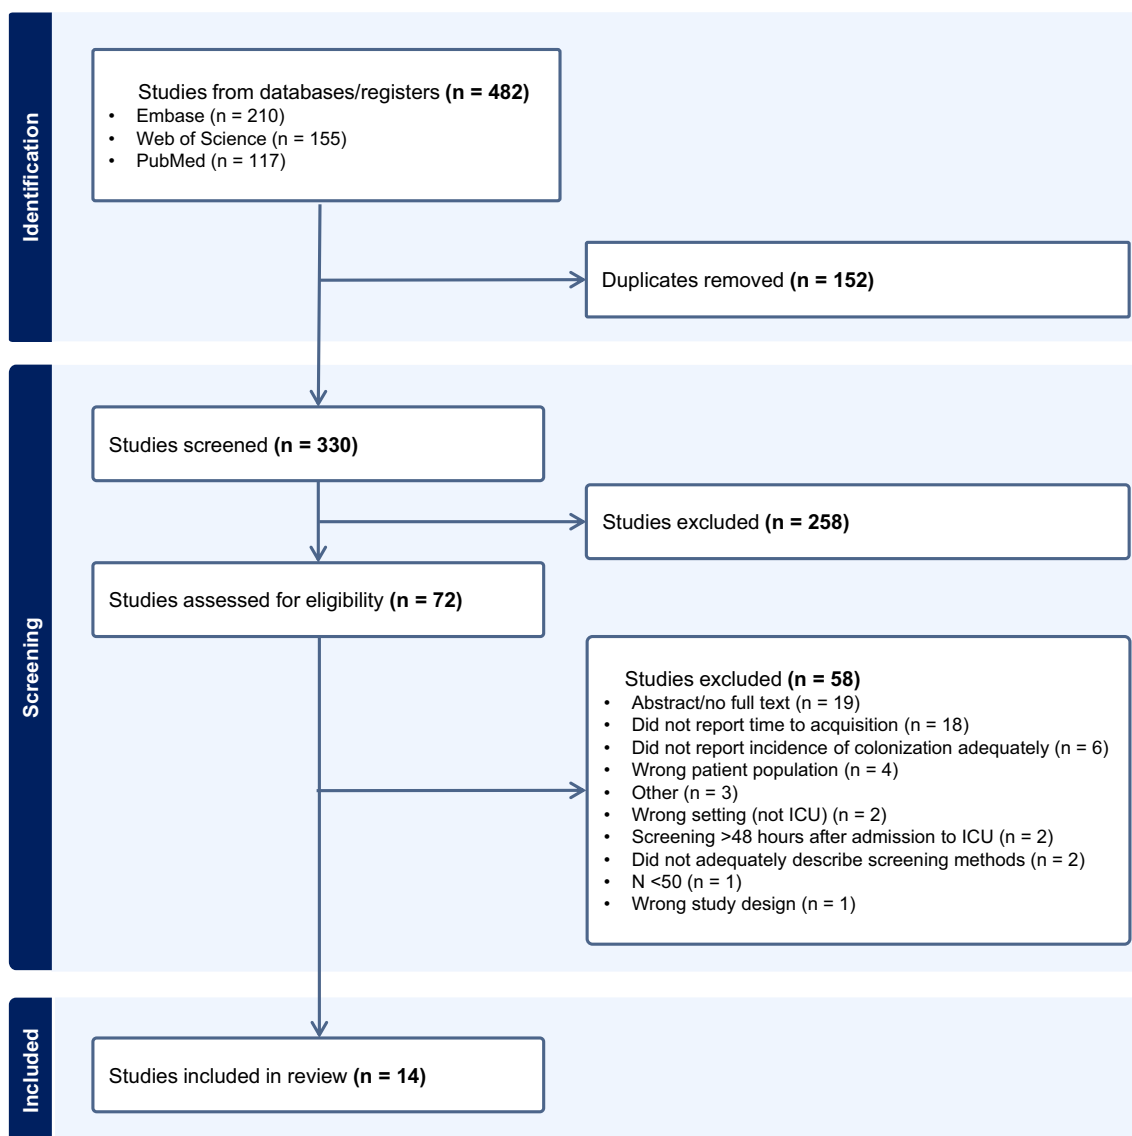 Identification
Studies from databases/registers (n = 482)
• Embase (n = 210)
• Web of Science (n = 155)
• PubMed (n = 117)
Duplicates removed (n = 152)
Screening
Studies screened (n = 330)
Studies excluded (n = 258)
Studies assessed for eligibility (n = 72)
Studies excluded (n = 58)
• Abstract/no full text (n = 19)
• Did not report time to acquisition (n = 18)
• Did not report incidence of colonization adequately (n = 6)
• Wrong patient population (n = 4)
• Other (n = 3)
• Wrong setting (not ICU) (n = 2)
• Screening >48 hours after admission to ICU (n = 2)
• Did not adequately describe screening methods (n = 2)
• N <50 (n = 1)
• Wrong study design (n = 1)
Included
Studies included in review (n = 14)